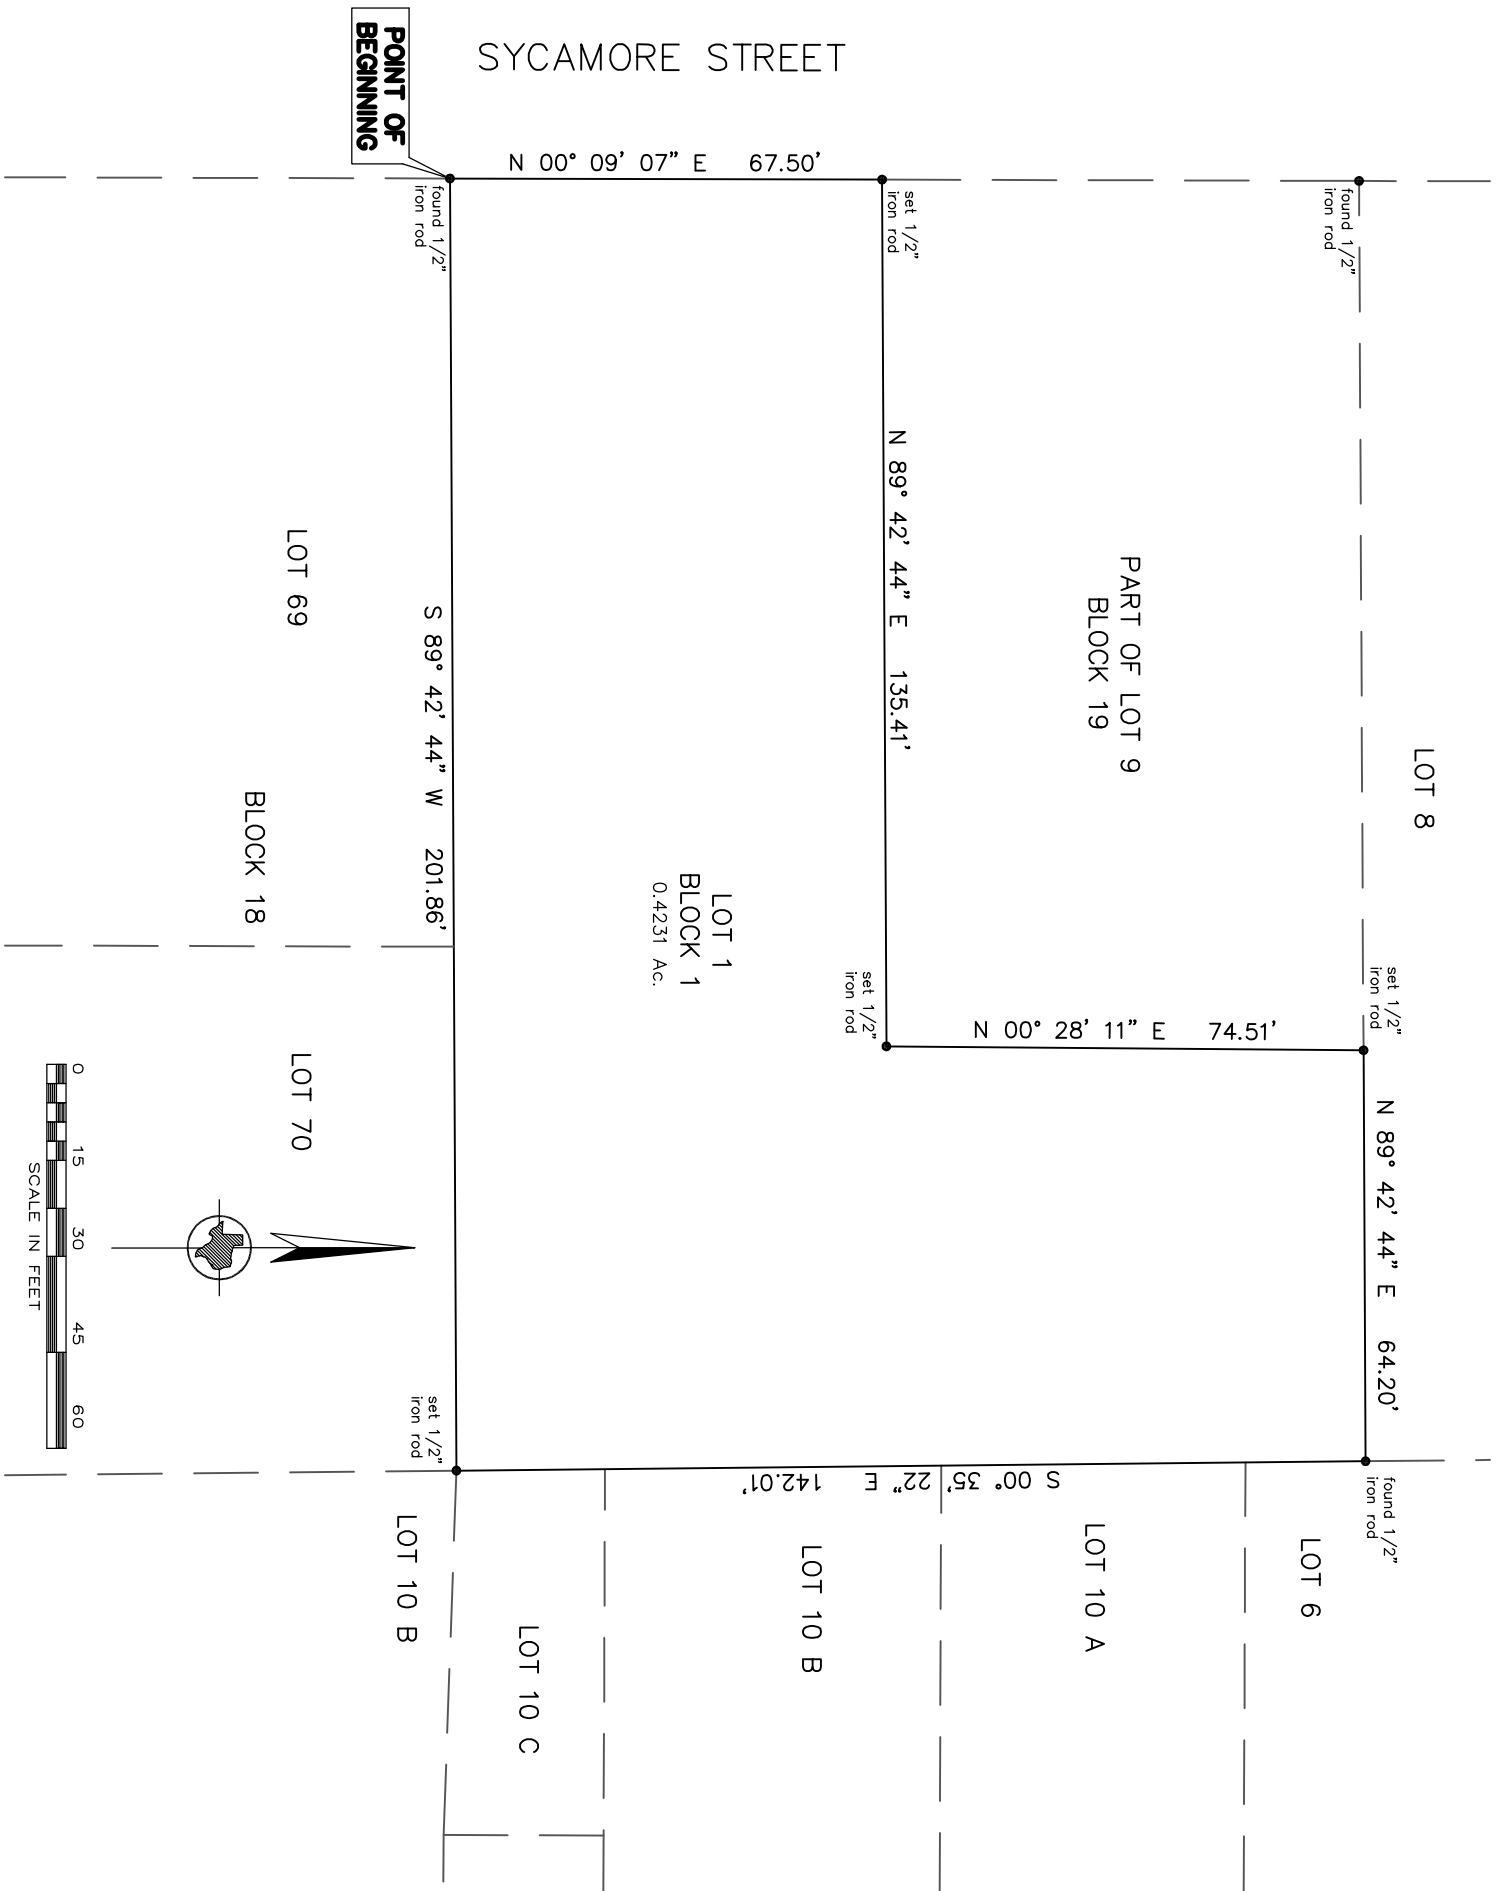 SYCAMORE STREET
POINT OF
BEGINNING
N 00° 09' 07" E 67.50'
found 1/2"
iron rod
set 1/2"
iron rod
found 1/2"
iron rod
N 89° 42' 44" E 135.41'
PART OF LOT 9
BLOCK 19
LOT 8
LOT 69
S 89° 42' 44" W 201.86'
BLOCK 18
LOT 1
BLOCK 1
0.4231 Ac.
set 1/2"
iron rod
set 1/2"
iron rod
N 00° 28' 11" E 74.51'
N 89° 42' 44" E 64.20'
LOT 70
0 15 30 45 60
SCALE IN FEET
set 1/2"
iron rod
S 00° 35' 22" E 142.01'
found 1/2"
iron rod
LOT 10 B
LOT 10 C
LOT 10 B
LOT 10 A
LOT 6